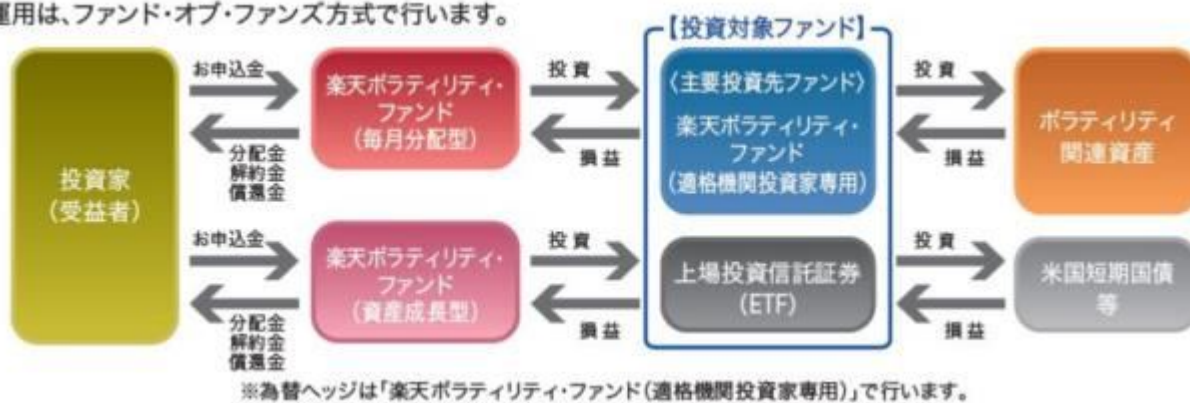 運用は、ファンド・オブ・ファンズ方式で行います。
【投資対象ファンド】
投資家
(受益者)
お申込金
分配金
解約金
償還金
楽天ボラティリティ・
ファンド
(毎月分配型)
投資
損益
〈主要投資先ファンド〉
楽天ボラティリティ・
ファンド
(適格機関投資家専用)
投資
損益
ボラティリティ
関連資産
お申込金
分配金
解約金
償還金
楽天ボラティリティ・
ファンド
(資産成長型)
投資
損益
上場投資信託証券
(ETF)
投資
損益
米国短期国債
等
※為替ヘッジは「楽天ボラティリティ・ファンド(適格機関投資家専用)」で行います。